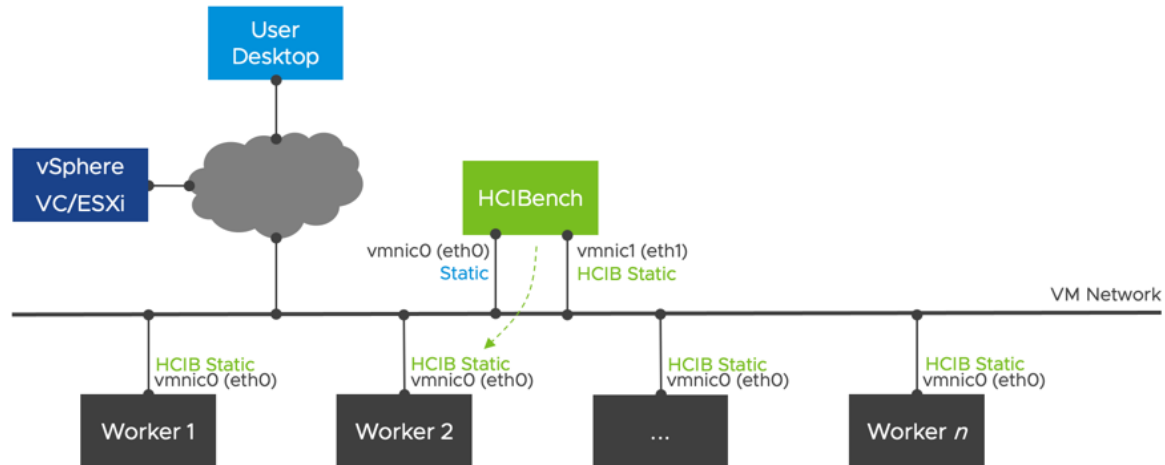 User
Desktop
vSphere
VC/ESXi
HCIBench
vmnic0 (eth0)
Static
vmnic1 (eth1)
HCIB Static
VM Network
HCIB Static
vmnic0 (eth0)
HCIB Static
vmnic0 (eth0)
HCIB Static
vmnic0 (eth0)
HCIB Static
vmnic0 (eth0)
Worker 1
Worker 2
...
Worker n